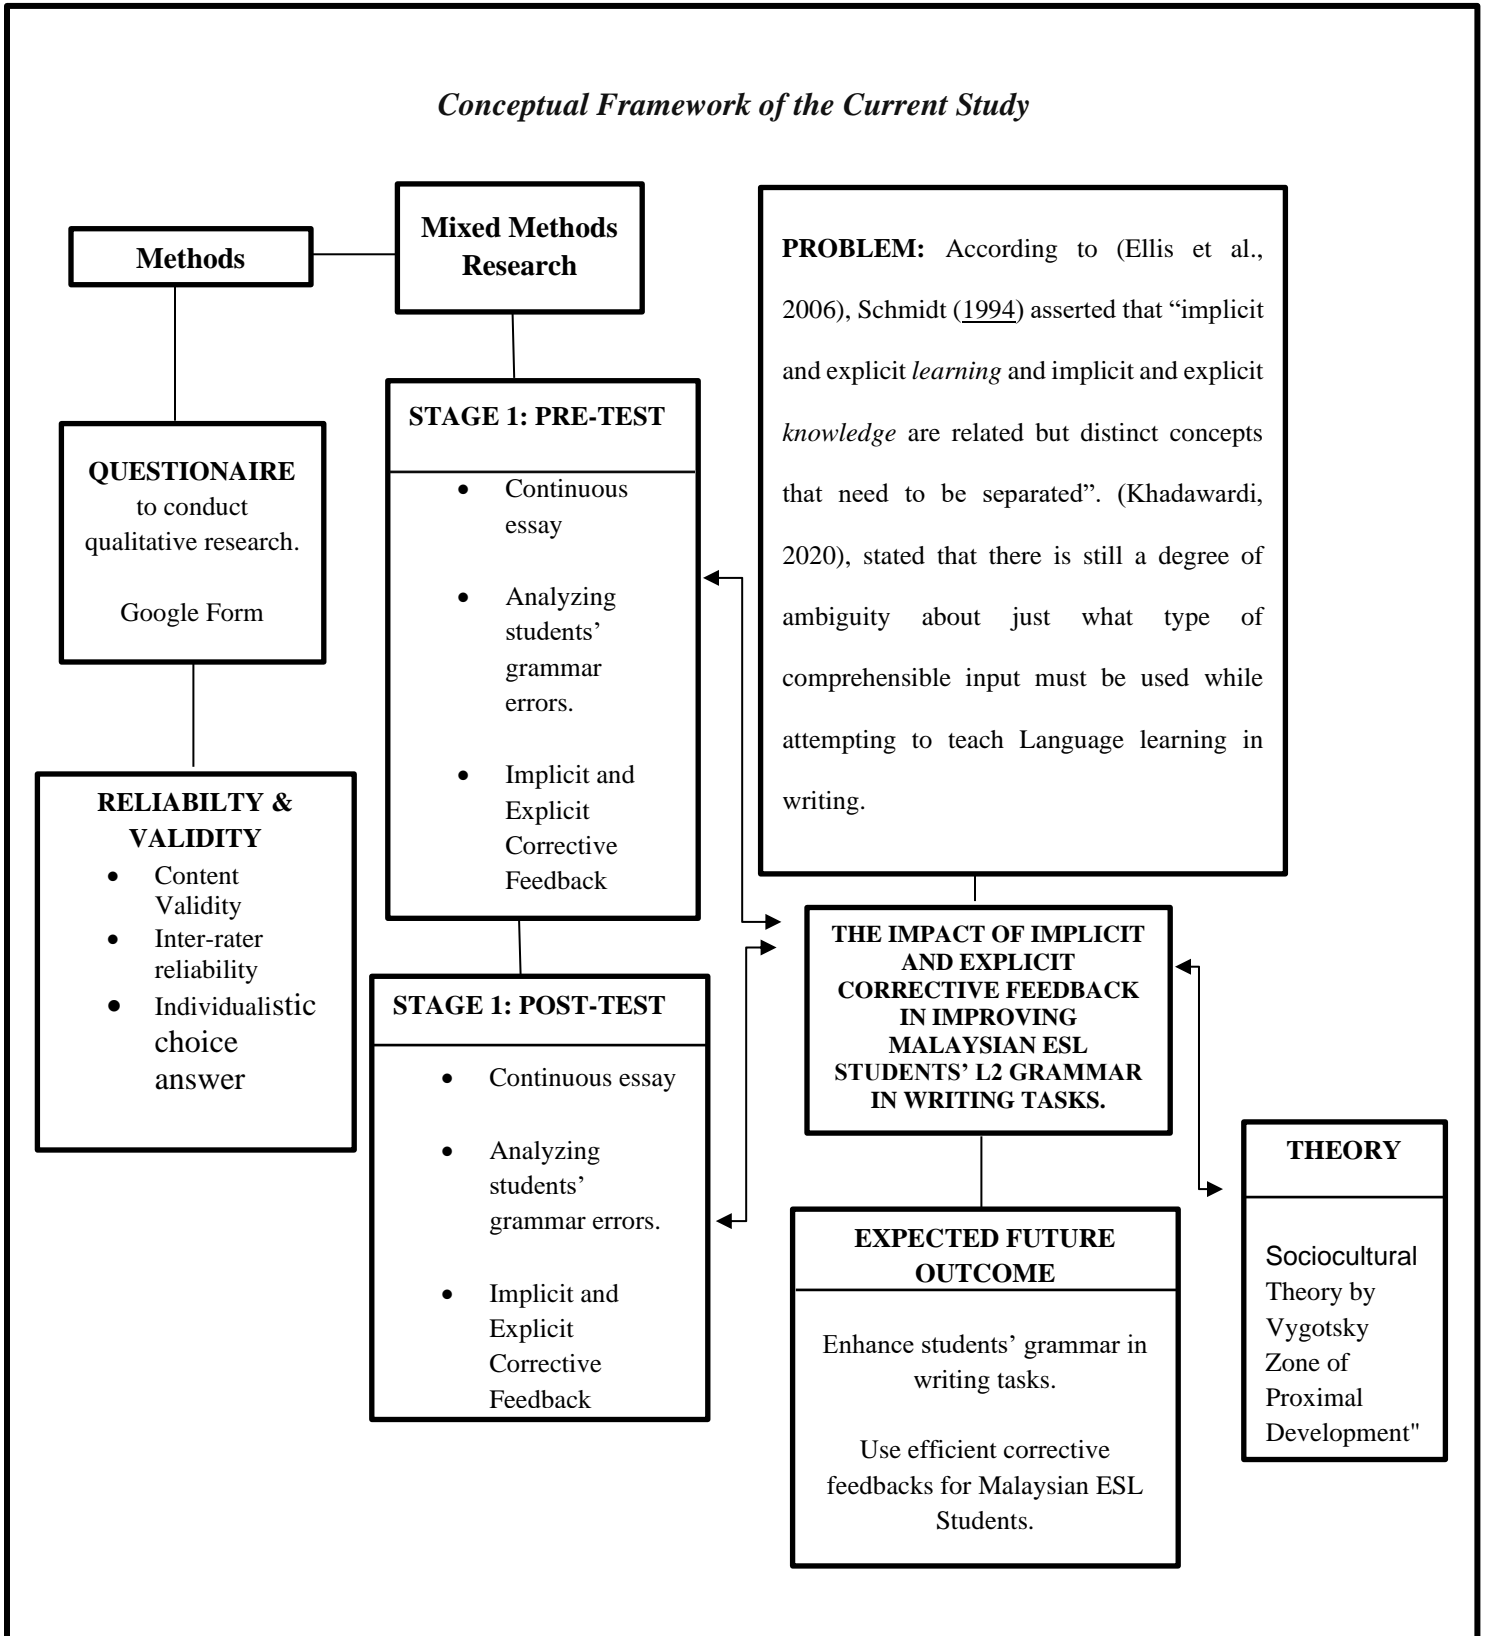 Conceptual Framework of the Current Study
Methods
Mixed Methods
Research
QUESTIONAIRE
to conduct
qualitative research.
Google Form
RELIABILTY &
VALIDITY
• Content
Validity
• Inter-rater
reliability
• Individualistic
choice
answer
STAGE 1: PRE-TEST
• Continuous
essay
• Analyzing
students’
grammar
errors.
• Implicit and
Explicit
Corrective
Feedback
STAGE 1: POST-TEST
• Continuous essay
• Analyzing
students’
grammar errors.
• Implicit and
Explicit
Corrective
Feedback
PROBLEM: According to (Ellis et al.,
2006), Schmidt (1994) asserted that “implicit
and explicit learning and implicit and explicit
knowledge are related but distinct concepts
that need to be separated”. (Khadawardi,
2020), stated that there is still a degree of
ambiguity about just what type of
comprehensible input must be used while
attempting to teach Language learning in
writing.
THE IMPACT OF IMPLICIT
AND EXPLICIT
CORRECTIVE FEEDBACK
IN IMPROVING
MALAYSIAN ESL
STUDENTS’ L2 GRAMMAR
IN WRITING TASKS.
EXPECTED FUTURE
OUTCOME
Enhance students’ grammar in
writing tasks.
Use efficient corrective
feedbacks for Malaysian ESL
Students.
THEORY
Sociocultural
Theory by
Vygotsky
Zone of
Proximal
Development"